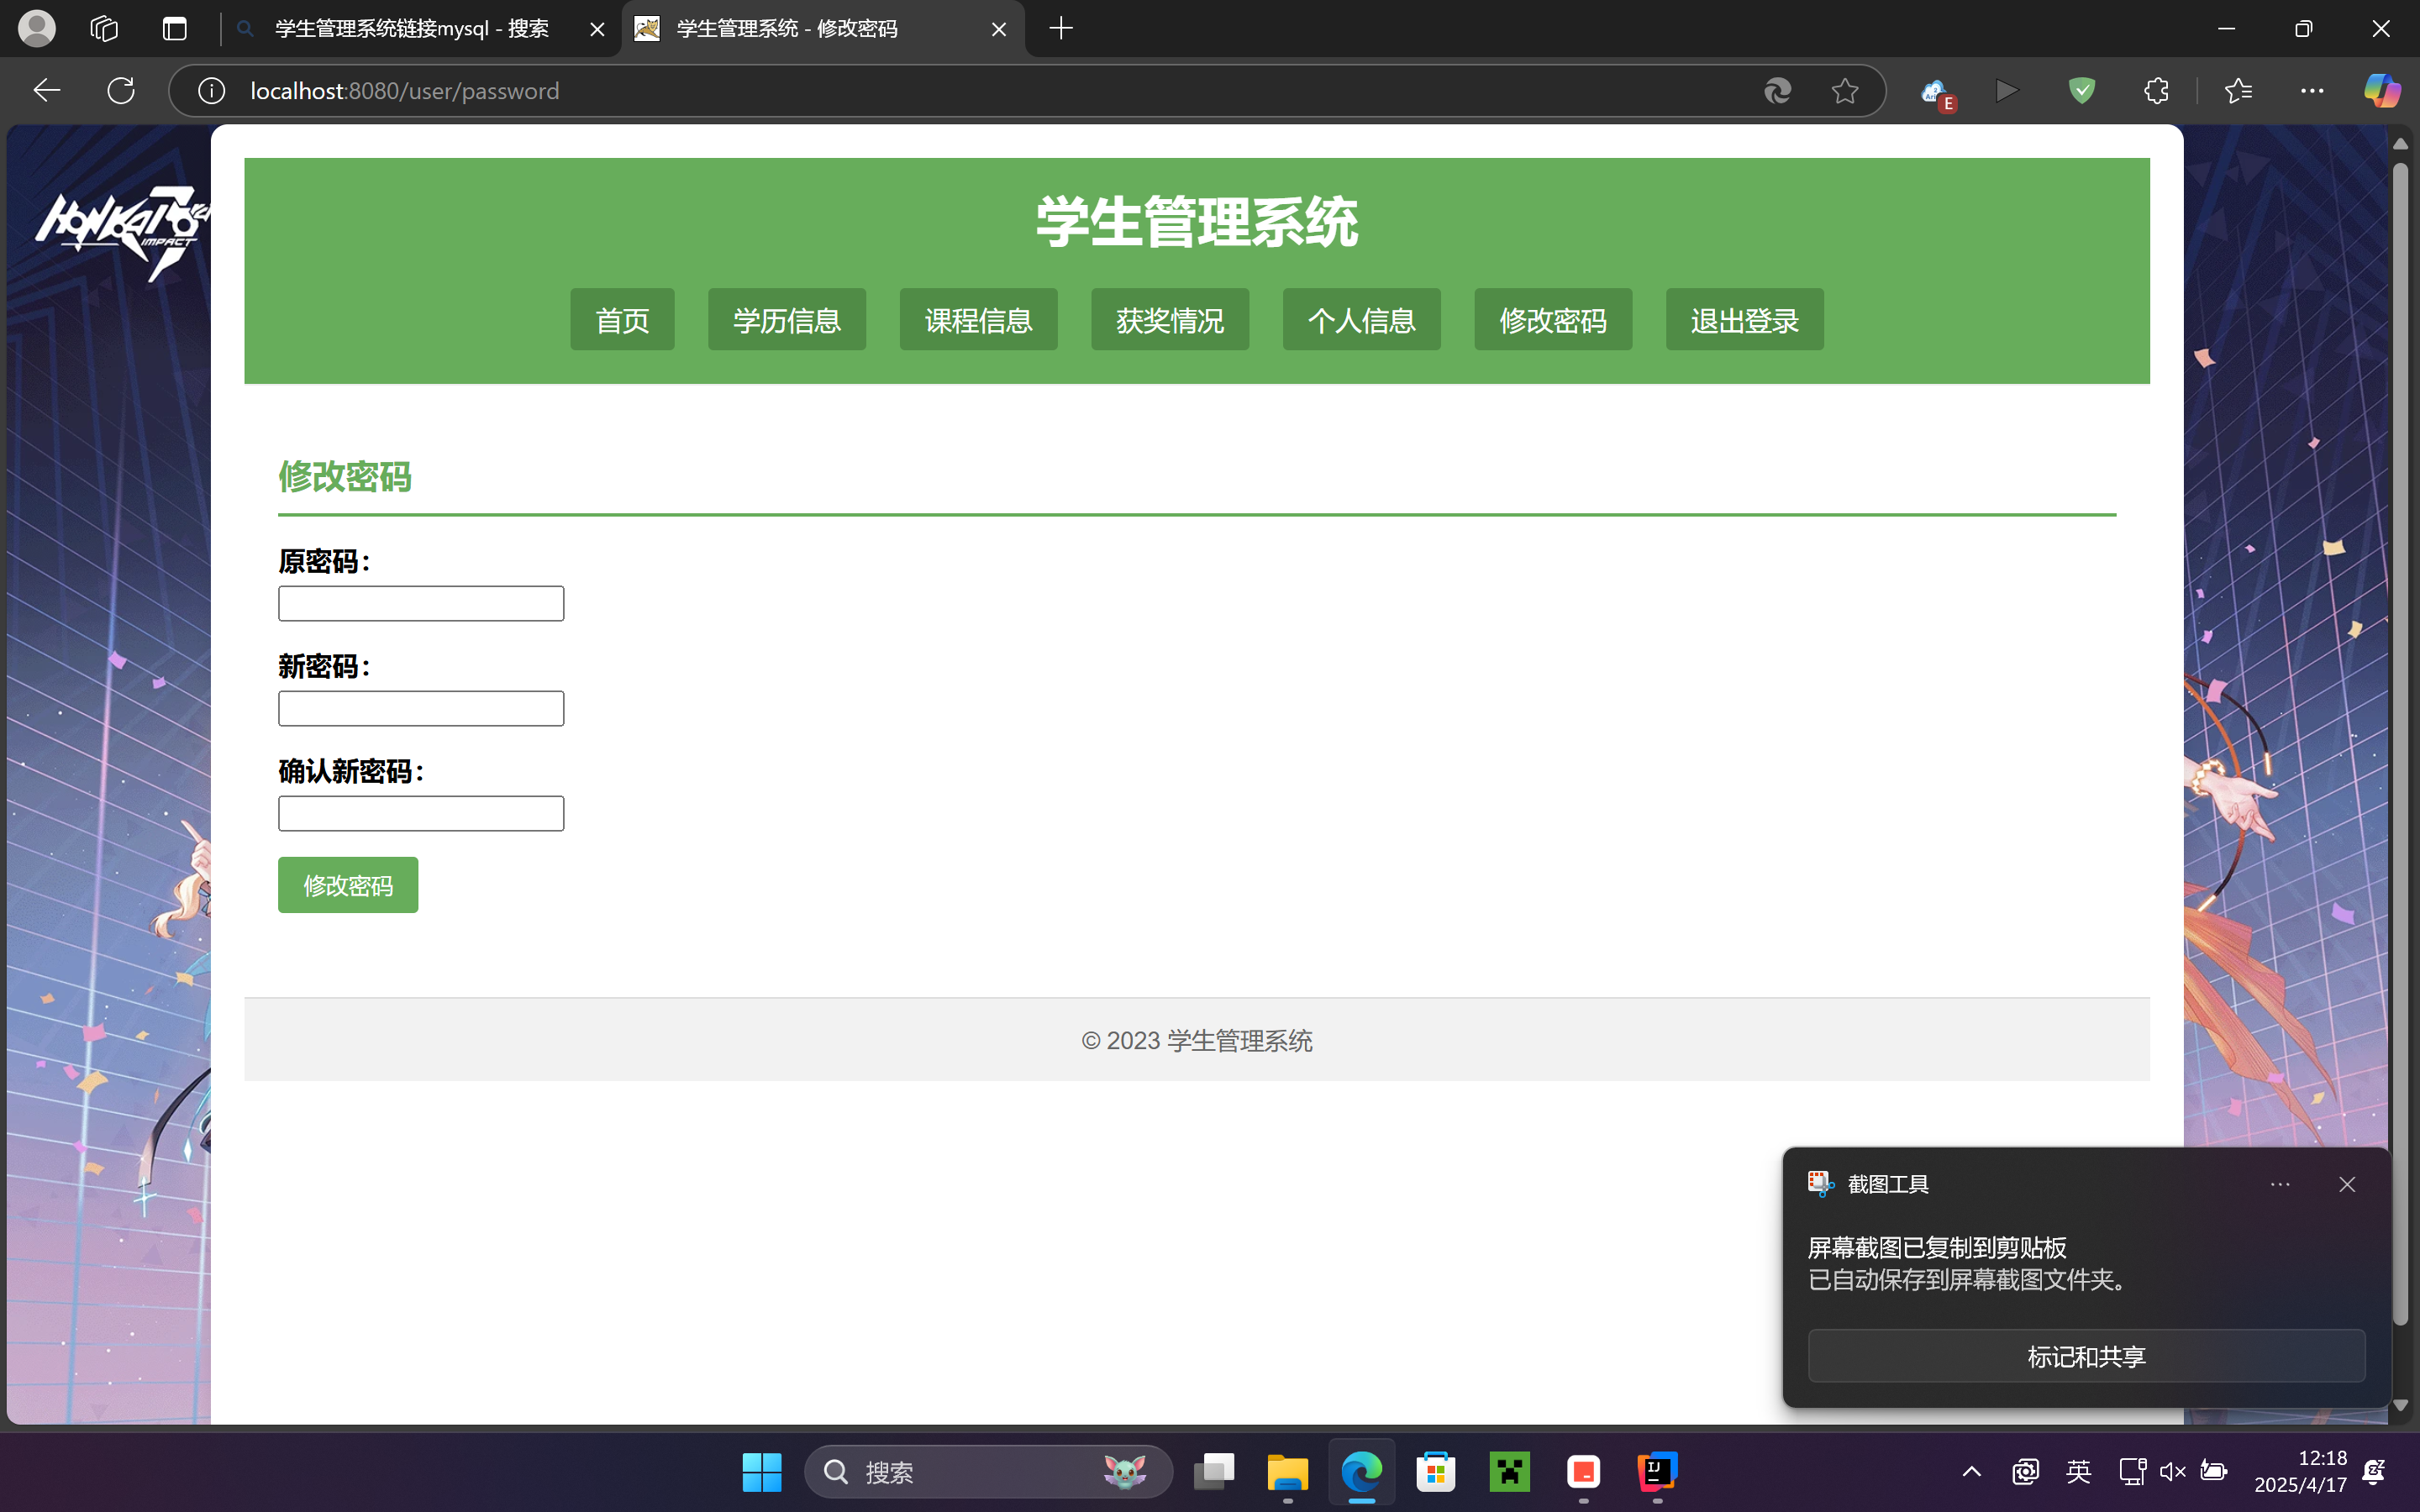 学生管理系统链接mysql - 搜索
学生管理系统 - 修改密码
localhost:8080/user/password
E
HONKAI 3rd
IMPACT
学生管理系统
首页
学历信息
课程信息
获奖情况
个人信息
修改密码
退出登录
修改密码
原密码：
新密码：
确认新密码：
修改密码
© 2023 学生管理系统
截图工具
屏幕截图已复制到剪贴板
已自动保存到屏幕截图文件夹。
标记和共享
搜索
IJ
英
12:18
2025/4/17